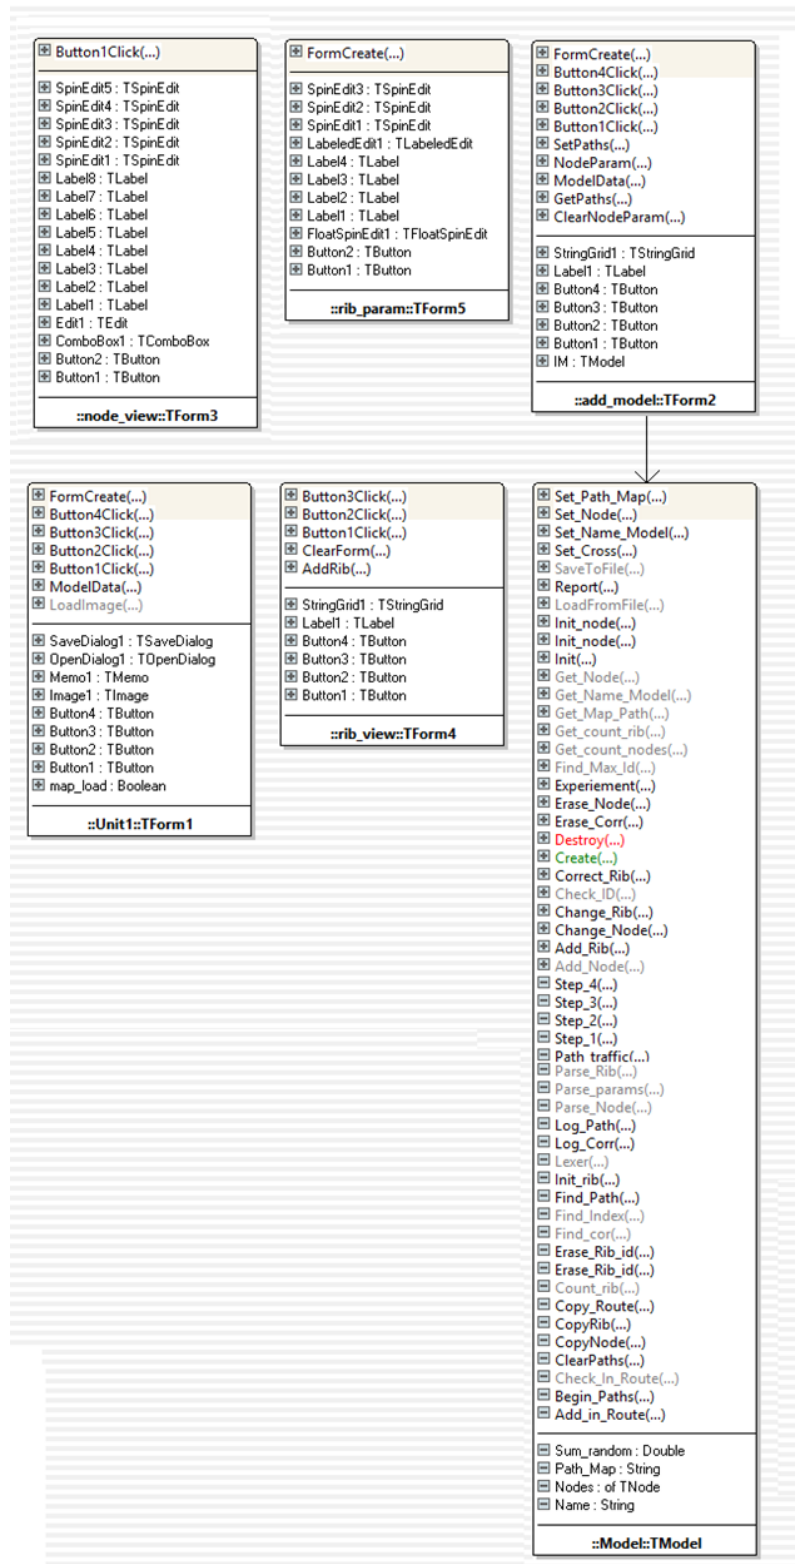 Button1Click(...)
SpinEdit5 : TSpinEdit
SpinEdit4 : TSpinEdit
SpinEdit3 : TSpinEdit
SpinEdit2 : TSpinEdit
SpinEdit1 : TSpinEdit
Label8 : TLabel
Label7 : TLabel
Label6 : TLabel
Label5 : TLabel
Label4 : TLabel
Label3 : TLabel
Label2 : TLabel
Label1 : TLabel
Edit1 : TEdit
ComboBox1 : TComboBox
Button2 : TButton
Button1 : TButton
::node_view::TForm3
FormCreate(...)
SpinEdit3 : TSpinEdit
SpinEdit2 : TSpinEdit
SpinEdit1 : TSpinEdit
LabeledEdit1 : TLabeledEdit
Label4 : TLabel
Label3 : TLabel
Label2 : TLabel
Label1 : TLabel
FloatSpinEdit1 : TFloatSpinEdit
Button2 : TButton
Button1 : TButton
::rib_param::TForm5
FormCreate(...)
Button4Click(...)
Button3Click(...)
Button2Click(...)
Button1Click(...)
SetPaths(...)
NodeParam(...)
ModelData(...)
GetPaths(...)
ClearNodeParam(...)
StringGrid1 : TStringGrid
Label1 : TLabel
Button4 : TButton
Button3 : TButton
Button2 : TButton
Button1 : TButton
IM : TModel
::add_model::TForm2
FormCreate(...)
Button4Click(...)
Button3Click(...)
Button2Click(...)
Button1Click(...)
ModelData(...)
LoadImage(...)
SaveDialog1 : TSaveDialog
OpenDialog1 : TOpenDialog
Memo1 : TMemo
Image1 : TImage
Button4 : TButton
Button3 : TButton
Button2 : TButton
Button1 : TButton
map_load : Boolean
::Unit1::TForm1
Button3Click(...)
Button2Click(...)
Button1Click(...)
ClearForm(...)
AddRib(...)
StringGrid1 : TStringGrid
Label1 : TLabel
Button4 : TButton
Button3 : TButton
Button2 : TButton
Button1 : TButton
::rib_view::TForm4
Set_Path_Map(...)
Set_Node(...)
Set_Name_Model(...)
Set_Cross(...)
SaveToFile(...)
Report(...)
LoadFromFile(...)
Init_node(...)
Init_node(...)
Init(...)
Get_Node(...)
Get_Name_Model(...)
Get_Map_Path(...)
Get_count_rib(...)
Get_count_nodes(...)
Find_Max_Id(...)
Experiement(...)
Erase_Node(...)
Erase_Corr(...)
Destroy(...)
Create(...)
Correct_Rib(...)
Check_ID(...)
Change_Rib(...)
Change_Node(...)
Add_Rib(...)
Add_Node(...)
Step_4(...)
Step_3(...)
Step_2(...)
Step_1(...)
Path_traffic(...)
Parse_Rib(...)
Parse_params(...)
Parse_Node(...)
Log_Path(...)
Log_Corr(...)
Lexer(...)
Init_rib(...)
Find_Path(...)
Find_Index(...)
Find_cor(...)
Erase_Rib_id(...)
Erase_Rib_id(...)
Count_rib(...)
Copy_Route(...)
CopyRib(...)
CopyNode(...)
ClearPaths(...)
Check_In_Route(...)
Begin_Paths(...)
Add_in_Route(...)
Sum_random : Double
Path_Map : String
Nodes : of TNode
Name : String
::Model::TModel